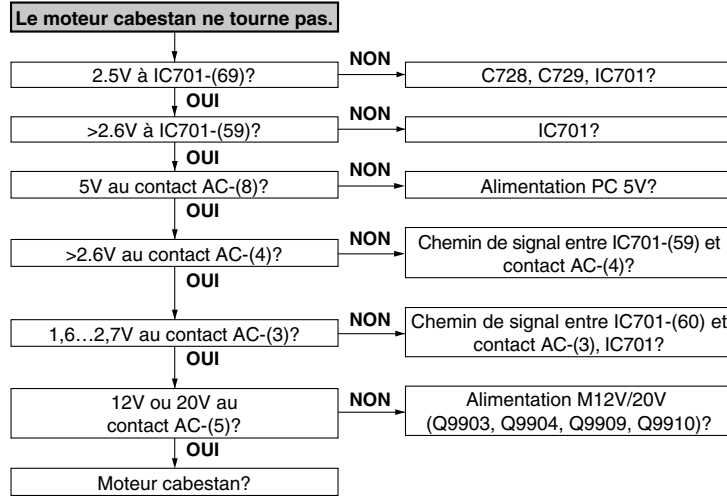 Le moteur cabestan ne tourne pas.
2.5V à IC701-(69)?
NON
C728, C729, IC701?
OUI
>2.6V à IC701-(59)?
NON
IC701?
OUI
5V au contact AC-(8)?
NON
Alimentation PC 5V?
OUI
>2.6V au contact AC-(4)?
NON
Chemin de signal entre IC701-(59) et
contact AC-(4)?
OUI
1,6…2,7V au contact AC-(3)?
NON
Chemin de signal entre IC701-(60) et
contact AC-(3), IC701?
OUI
12V ou 20V au
contact AC-(5)?
NON
Alimentation M12V/20V
(Q9903, Q9904, Q9909, Q9910)?
OUI
Moteur cabestan?